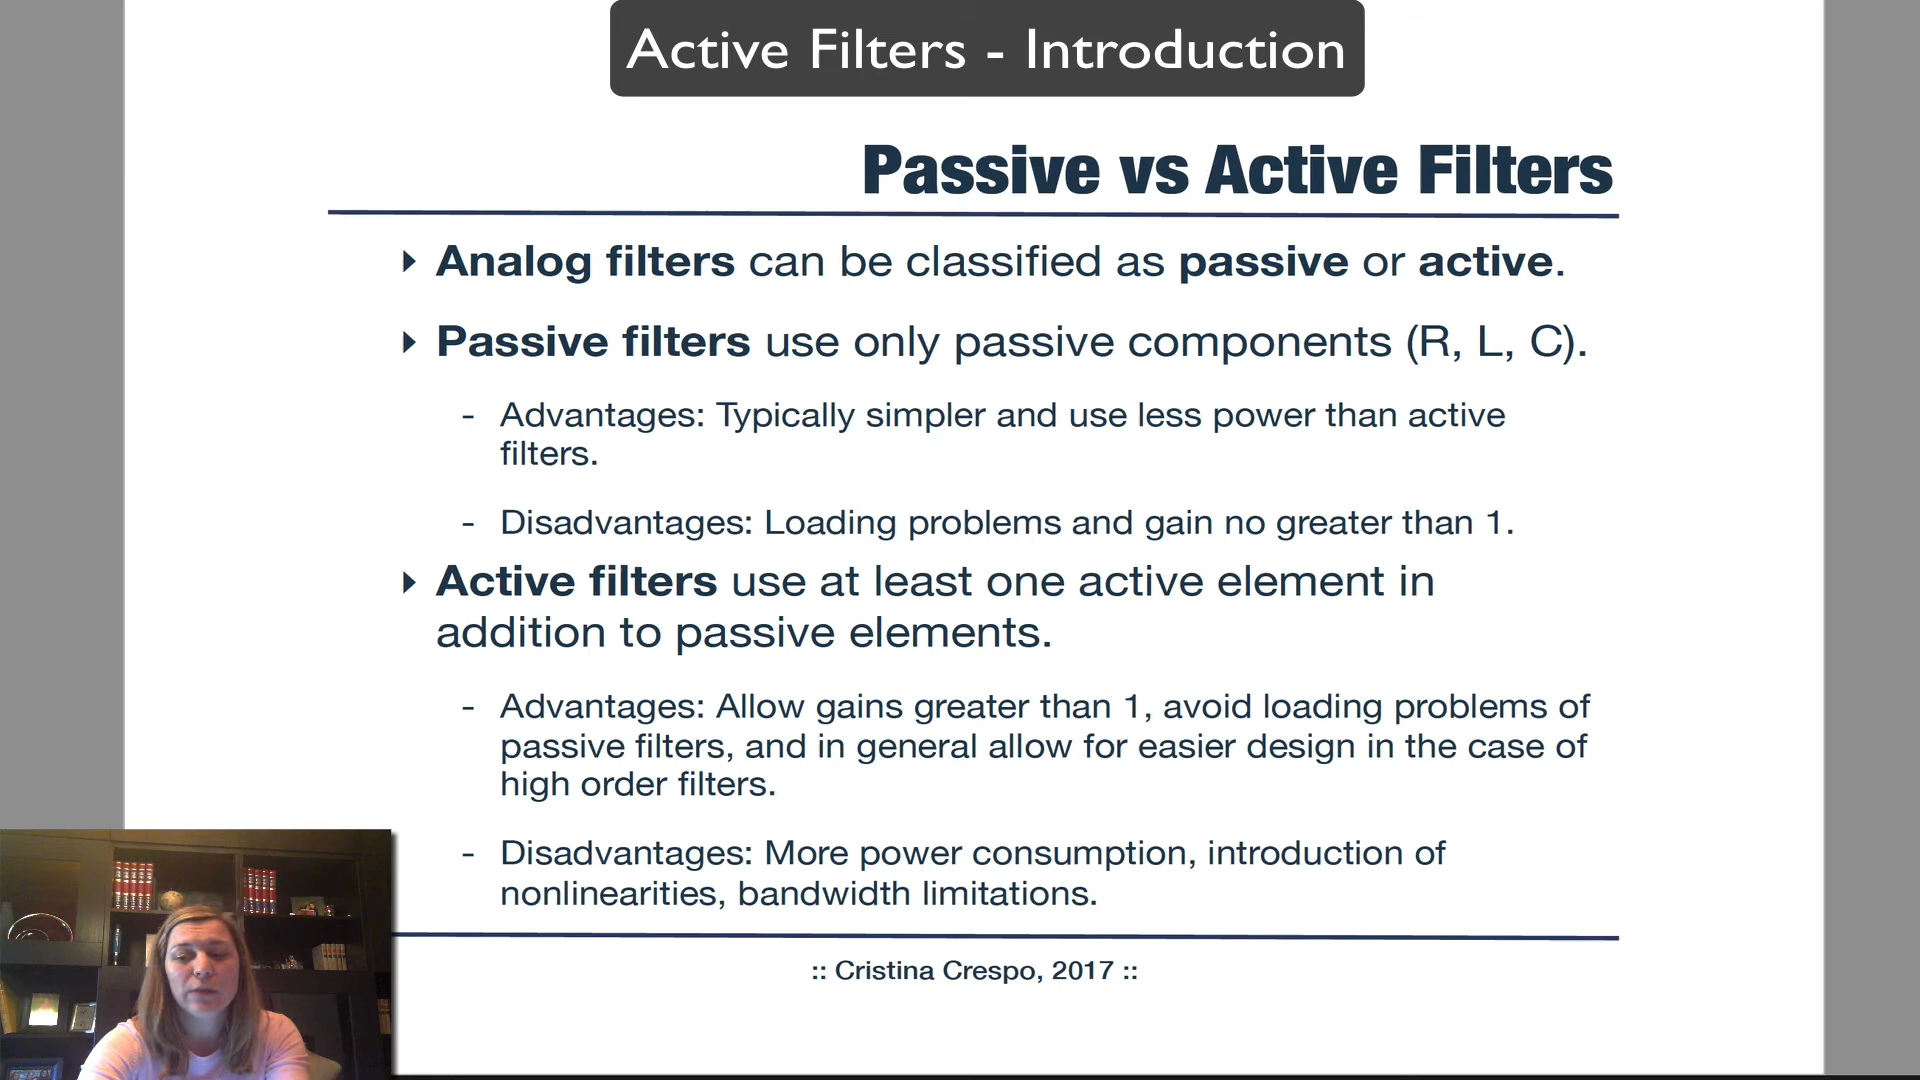 Active Filters - Introduction
Passive vs Active Filters
Analog filters can be classified as passive or active.
Passive filters use only passive components (R, L, C).
- Advantages: Typically simpler and use less power than active
filters.
- Disadvantages: Loading problems and gain no greater than 1.
Active filters use at least one active element in
addition to passive elements.
- Advantages: Allow gains greater than 1, avoid loading problems of
passive filters, and in general allow for easier design in the case of
high order filters.
- Disadvantages: More power consumption, introduction of
nonlinearities, bandwidth limitations.
:: Cristina Crespo, 2017 ::